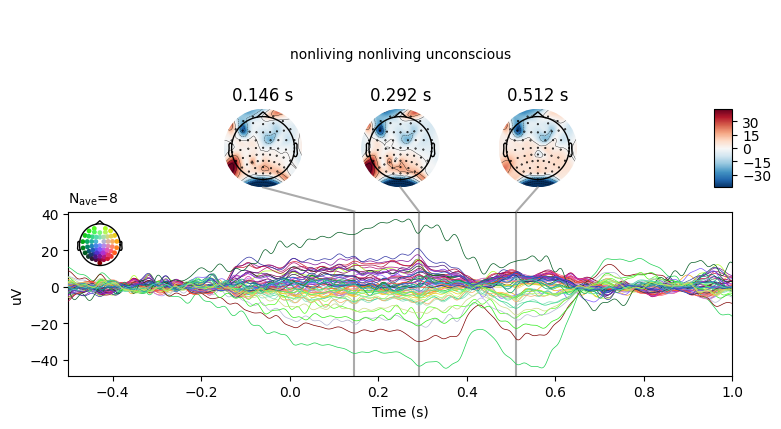 nonliving nonliving unconscious
0.146 s 0.292 s 0.512 s
30
15
0
−15
−30
Nave=8
40
20
0
−20
−40
uV
−0.4 −0.2 0.0 0.2 0.4 0.6 0.8 1.0
Time (s)